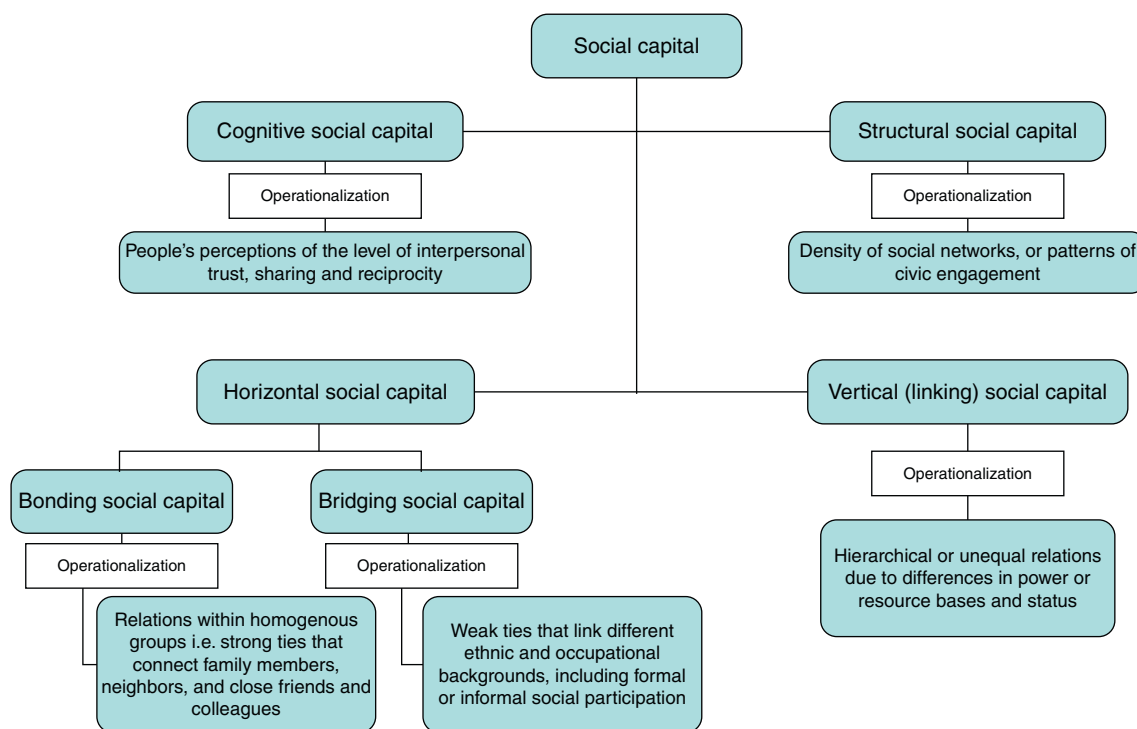 Social capital
Cognitive social capital
Structural social capital
Operationalization
Operationalization
People’s perceptions of the level of interpersonal
trust, sharing and reciprocity
Density of social networks, or patterns of
civic engagement
Horizontal social capital
Vertical (linking) social capital
Operationalization
Bonding social capital
Bridging social capital
Operationalization
Operationalization
Hierarchical or unequal relations
due to differences in power or
resource bases and status
Relations within homogenous
groups i.e. strong ties that
connect family members,
neighbors, and close friends and
colleagues
Weak ties that link different
ethnic and occupational
backgrounds, including formal
or informal social participation